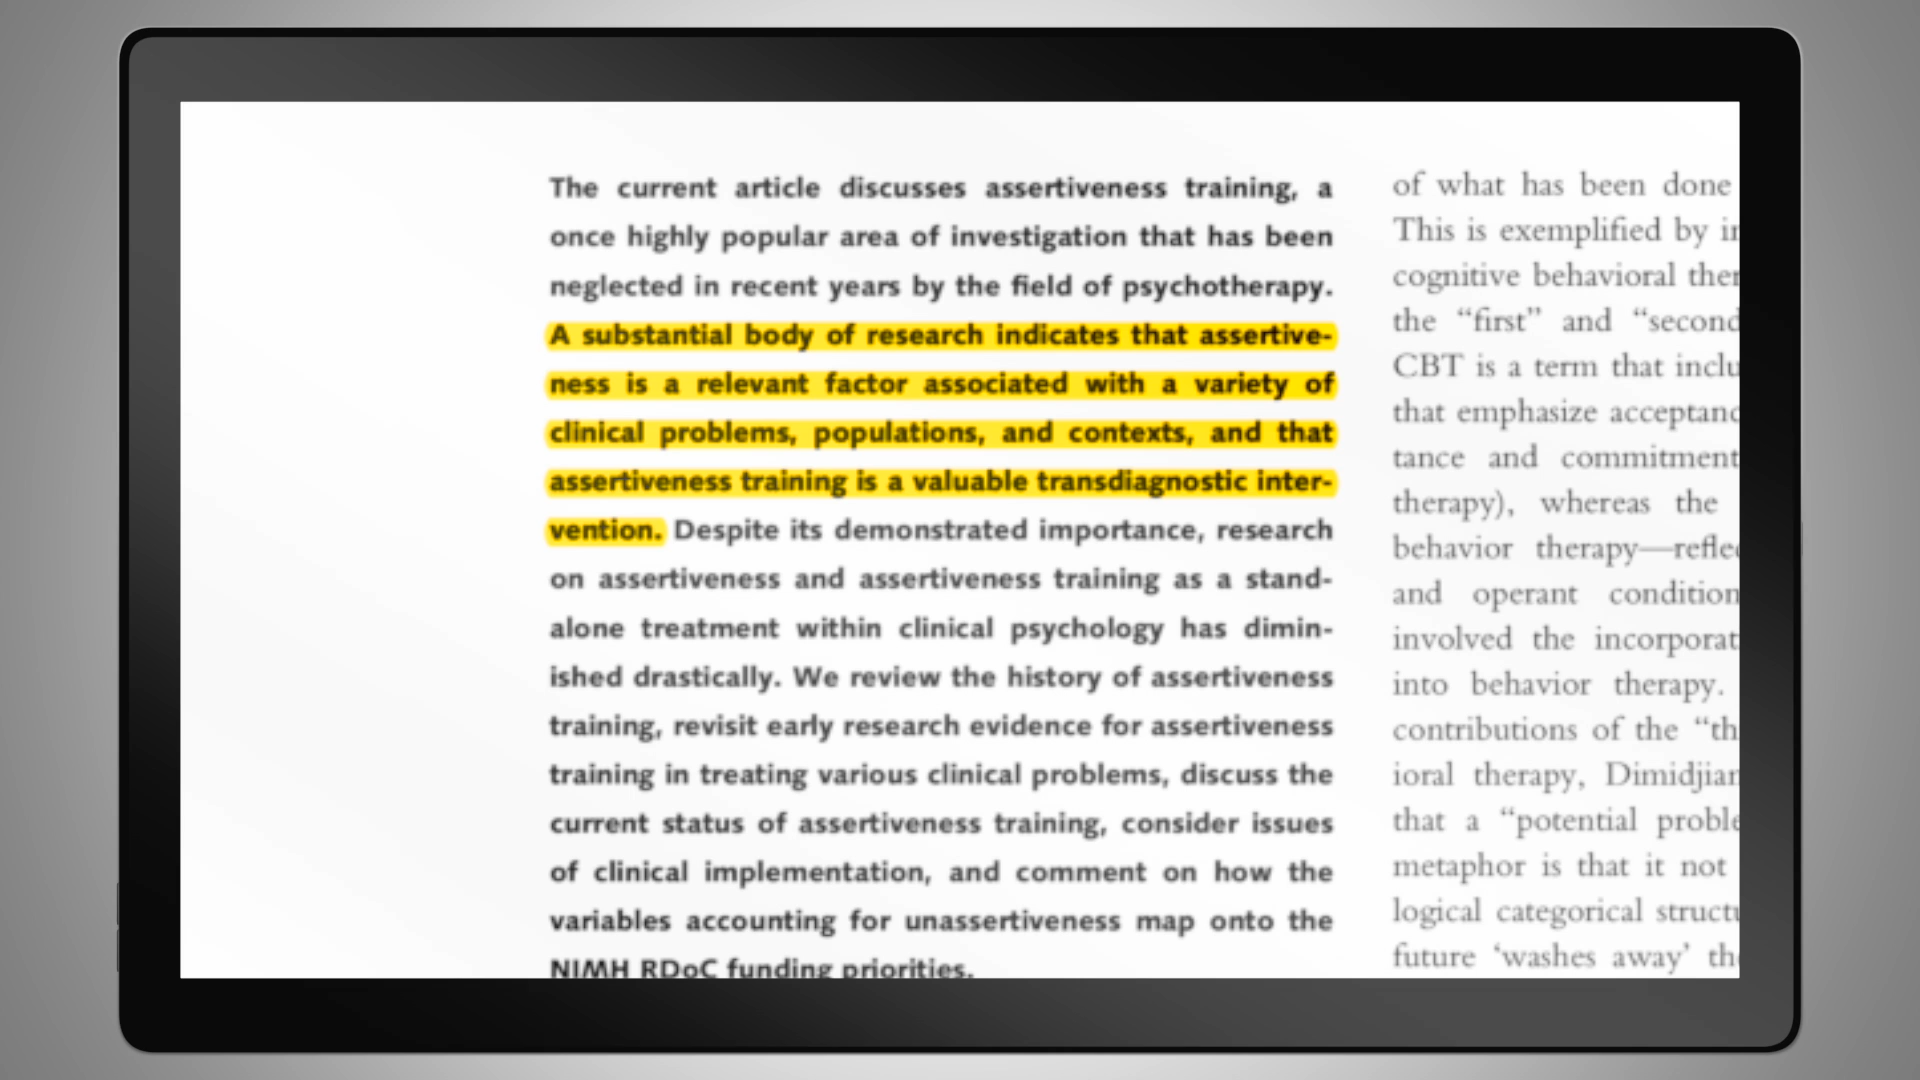 The current article discusses assertiveness training, a
once highly popular area of investigation that has been
neglected in recent years by the field of psychotherapy.
A substantial body of research indicates that assertive-
ness is a relevant factor associated with a variety of
clinical problems, populations, and contexts, and that
assertiveness training is a valuable transdiagnostic inter-
vention. Despite its demonstrated importance, research
on assertiveness and assertiveness training as a stand-
alone treatment within clinical psychology has dimin-
ished drastically. We review the history of assertiveness
training, revisit early research evidence for assertiveness
training in treating various clinical problems, discuss the
current status of assertiveness training, consider issues
of clinical implementation, and comment on how the
variables accounting for unassertiveness map onto the
NIMH RDoC funding priorities.
of what has been done
This is exemplified by
cognitive behavioral
the “first” and “second
CBT is a term that
that emphasize
tance and commitment
therapy), whereas the
behavior therapy—
and operant
involved the
into behavior therapy.
contributions of the
ioral therapy,
that a “potential
metaphor is that it not
logical categorical
future ‘washes away’